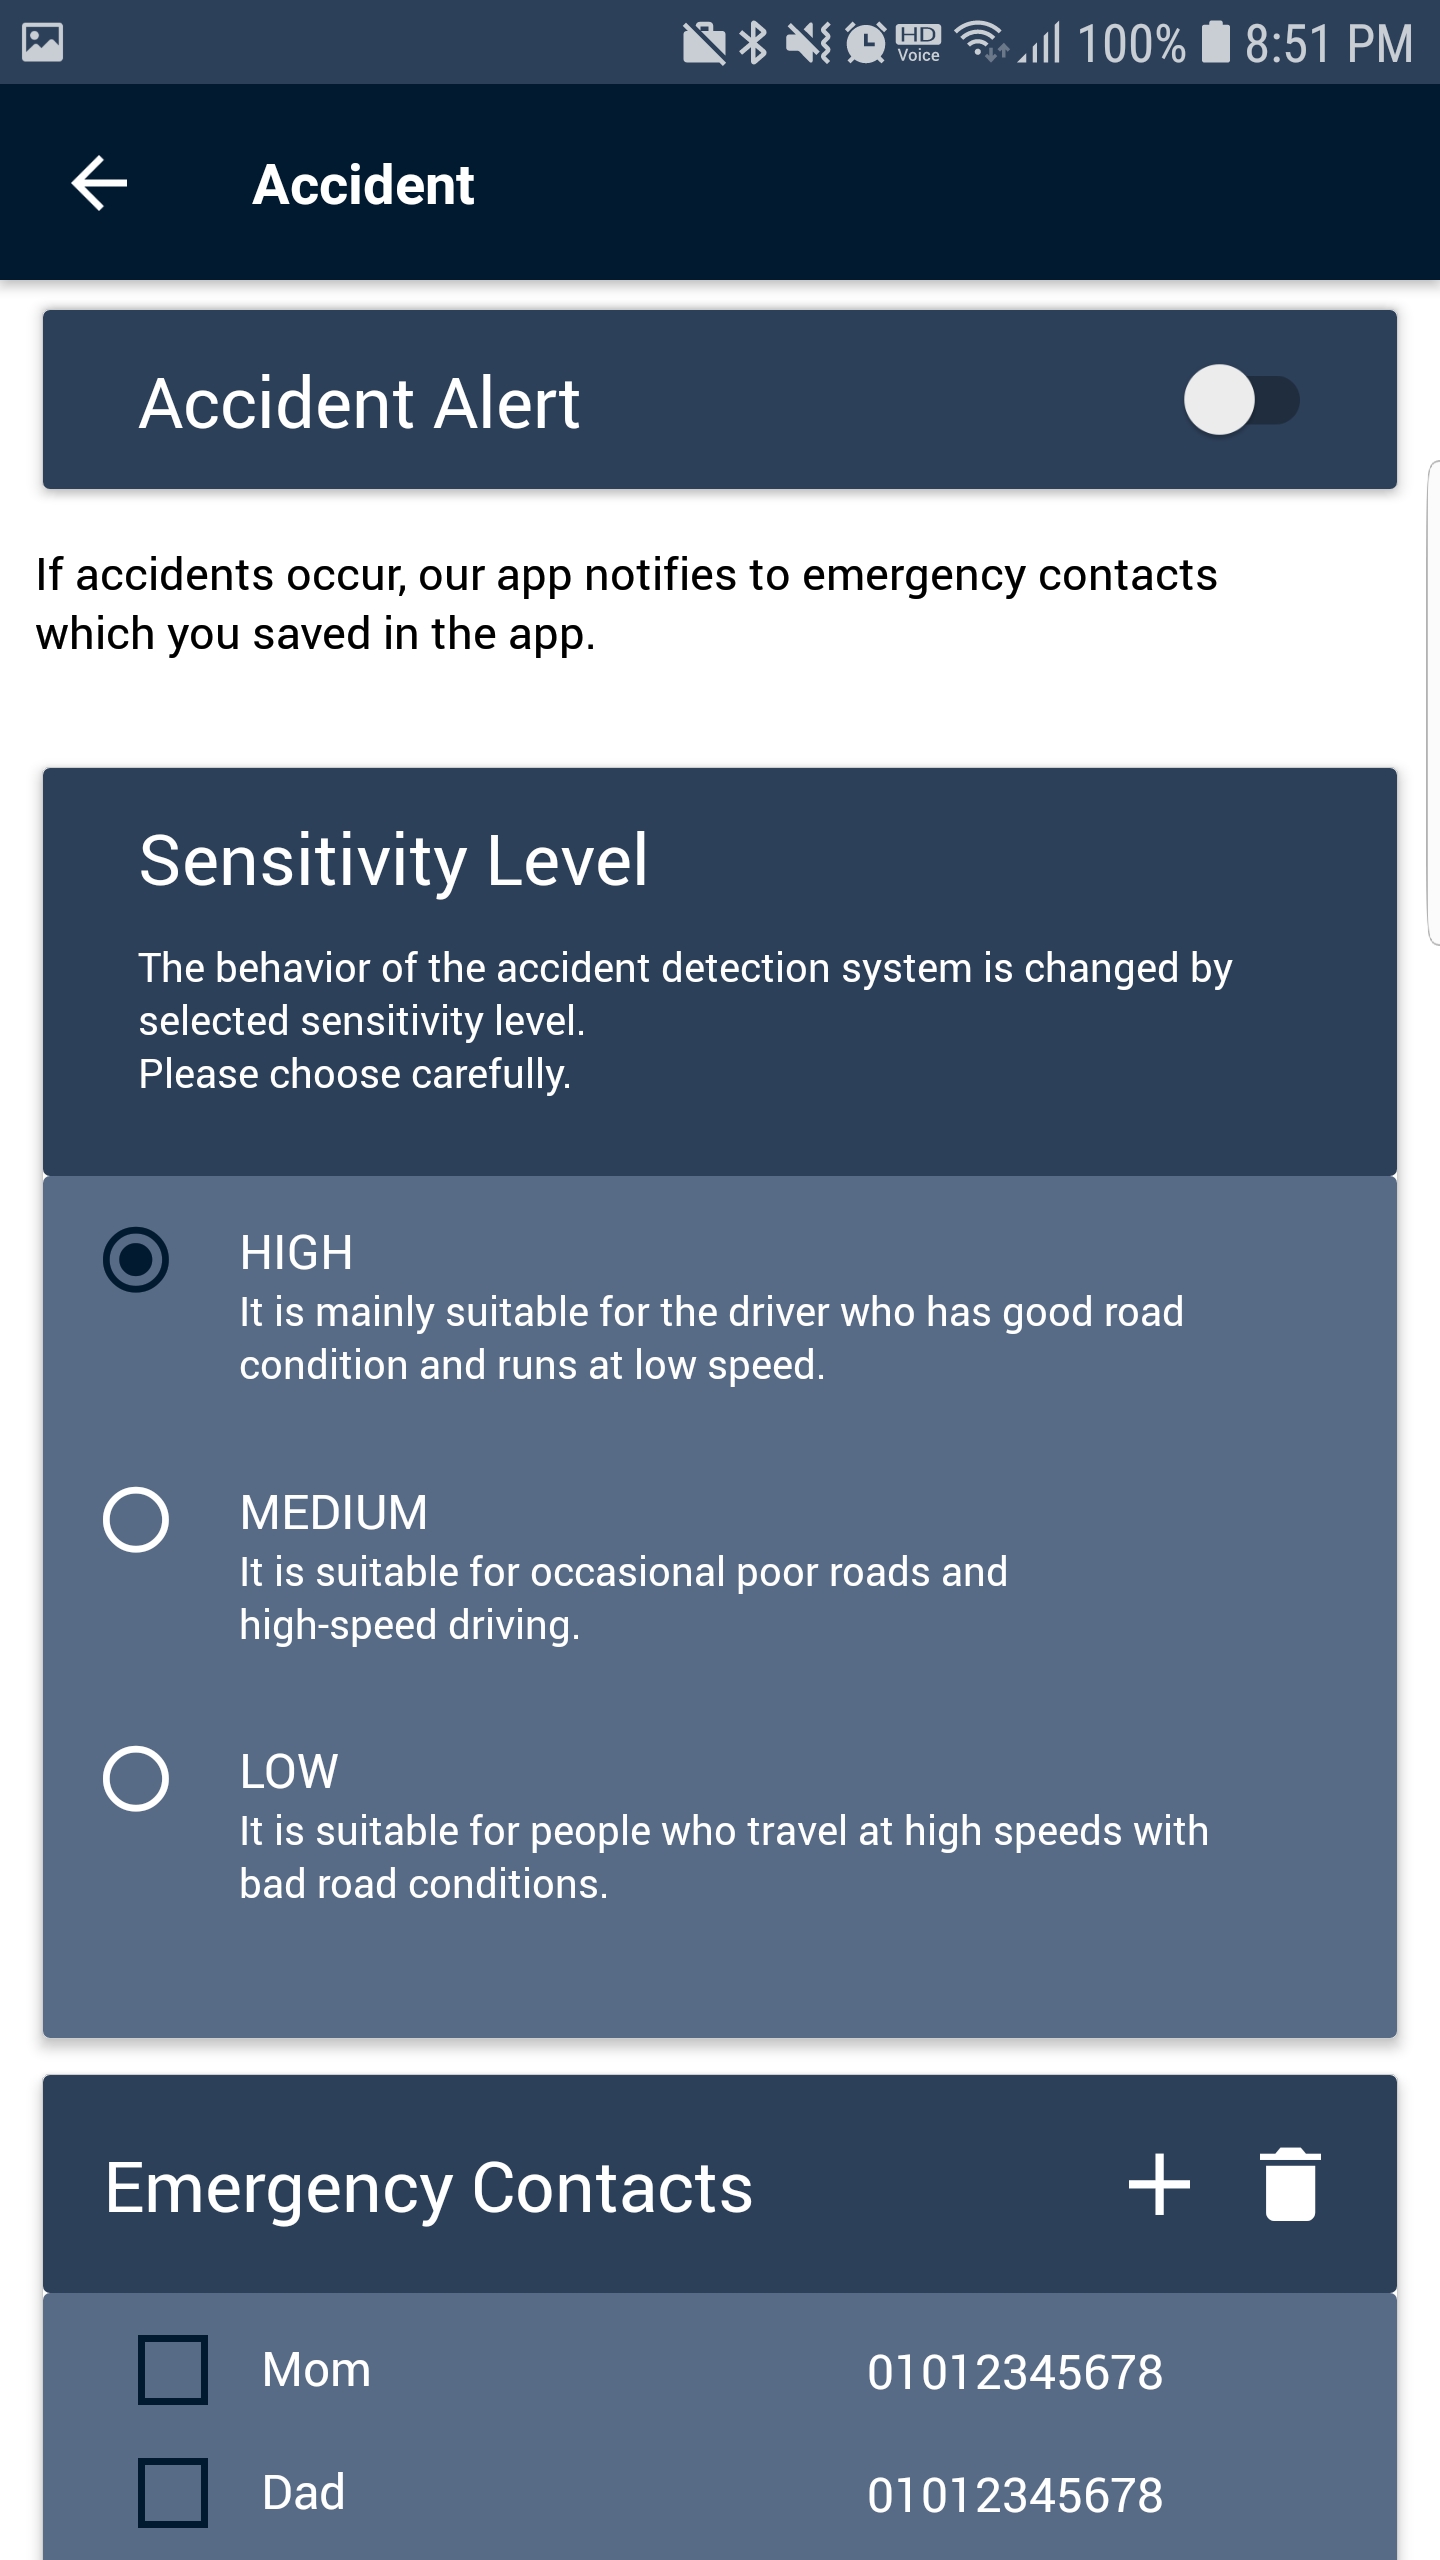 HD Voice 100% 8:51 PM
Accident
Accident Alert
If accidents occur, our app notifies to emergency contacts
which you saved in the app.
Sensitivity Level
The behavior of the accident detection system is changed by
selected sensitivity level.
Please choose carefully.
HIGH
It is mainly suitable for the driver who has good road
condition and runs at low speed.
MEDIUM
It is suitable for occasional poor roads and
high-speed driving.
LOW
It is suitable for people who travel at high speeds with
bad road conditions.
Emergency Contacts
Mom 01012345678
Dad 01012345678